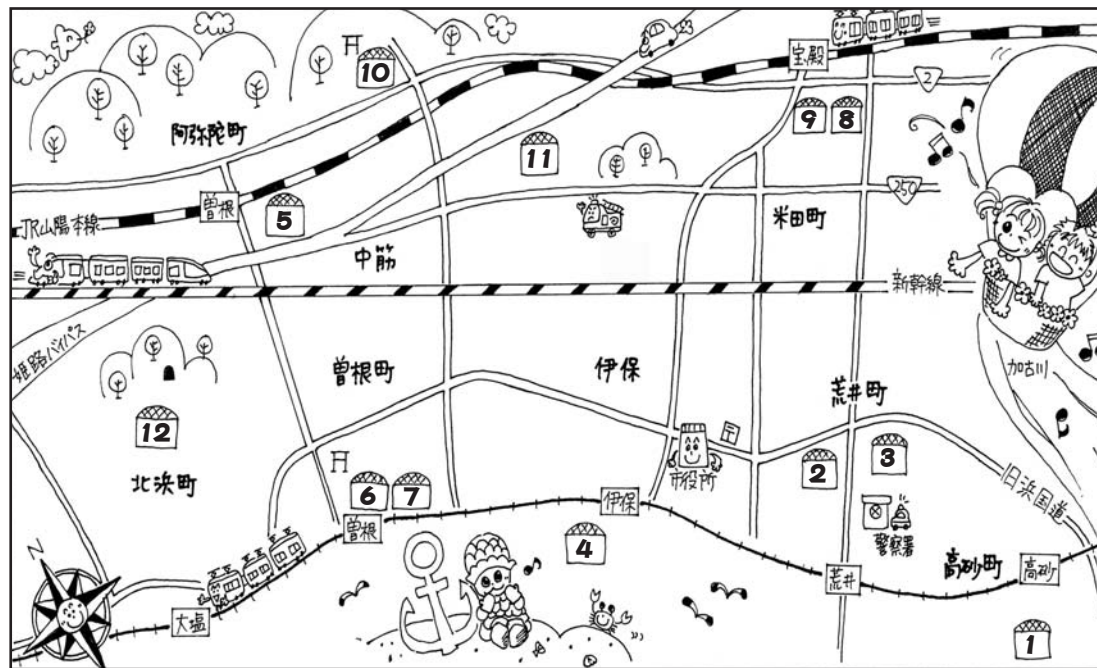 宝殿
10
2
9
8
阿弥陀町
11
250
曽根
5
米田町
JR山陽本線
中筋
新幹線
姫路バイパス
曽根町
伊保
荒井町
加古川
12
〒
北浜町
市役所
2
3
旧浜国道
6
7
曽根
伊保
4
警察署
高砂町
高砂
荒井
N
大塩
1